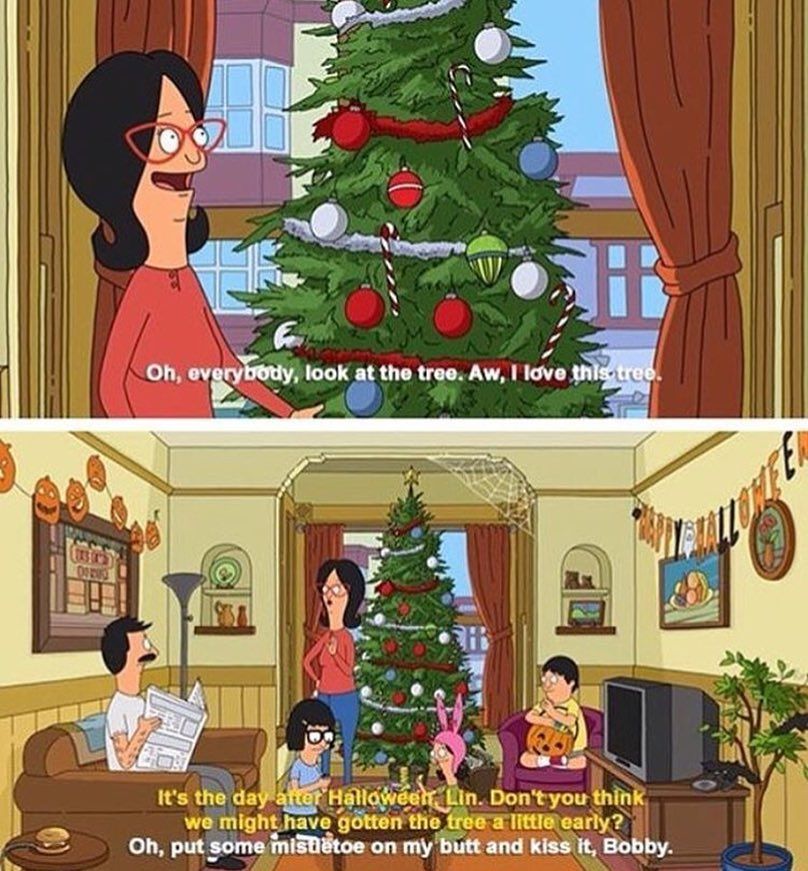 Oh, everybody, look at the tree. Aw, I love this tree.
HAPPY HALLOWEEN
It's the day after Halloween, Lin. Don't you think
we might have gotten the tree a little early?
Oh, put some mistletoe on my butt and kiss it, Bobby.